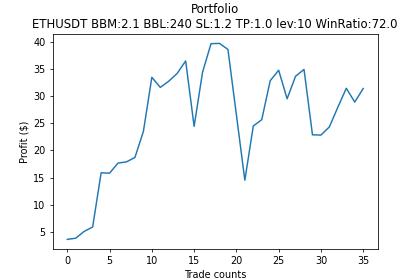 Portfolio
ETHUSDT BBM:2.1 BBL:240 SL:1.2 TP:1.0 lev:10 WinRatio:72.0
40
35
30
25
20
15
10
5
Profit ($)
0 5 10 15 20 25 30 35
Trade counts